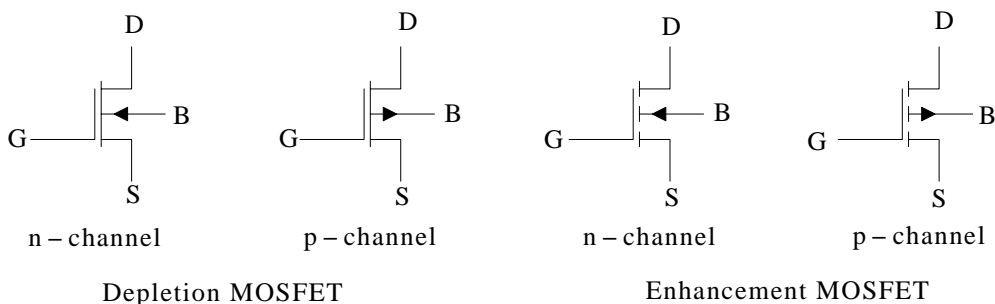 D D D D
B B B B
G G G G
S S S S
n – channel p – channel n – channel p – channel
Depletion MOSFET Enhancement MOSFET